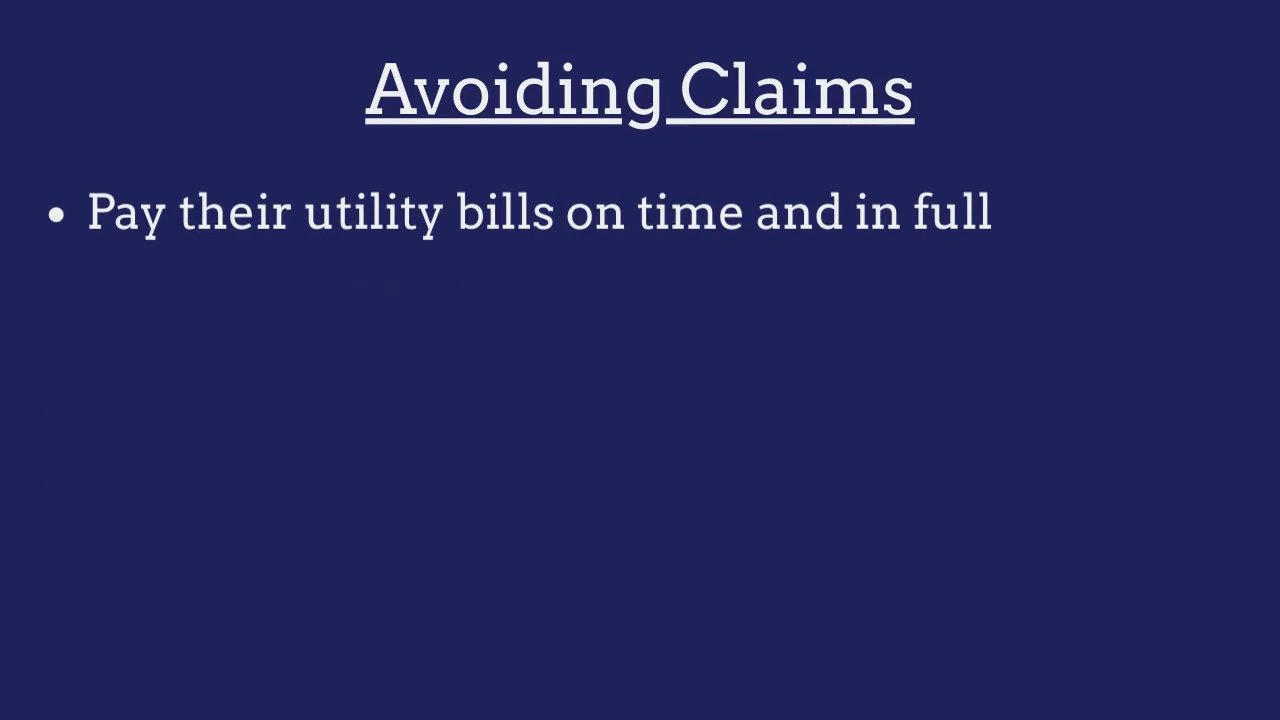 Avoiding Claims
• Pay their utility bills on time and in full